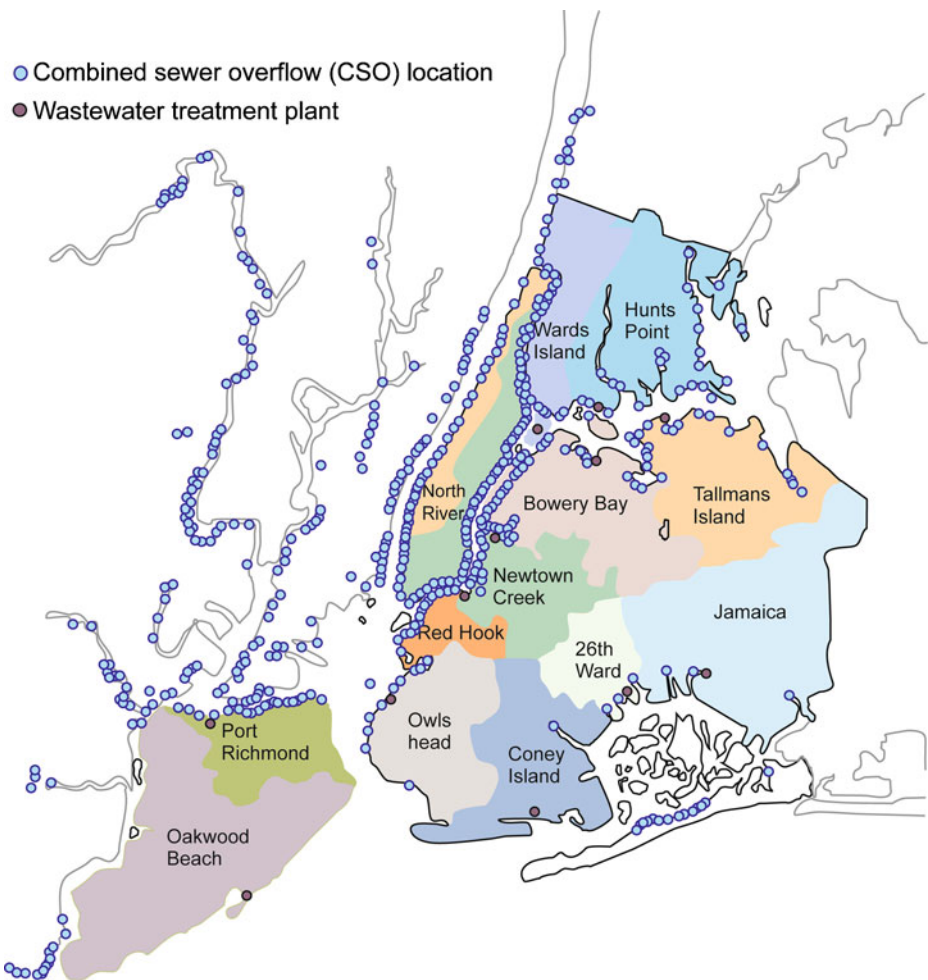 Combined sewer overflow (CSO) location
Wastewater treatment plant
Wards
Island
Hunts
Point
North
River
Bowery Bay
Tallmans
Island
Newtown
Creek
Jamaica
Red Hook
26th
Ward
Owls
head
Coney
Island
Port
Richmond
Oakwood
Beach